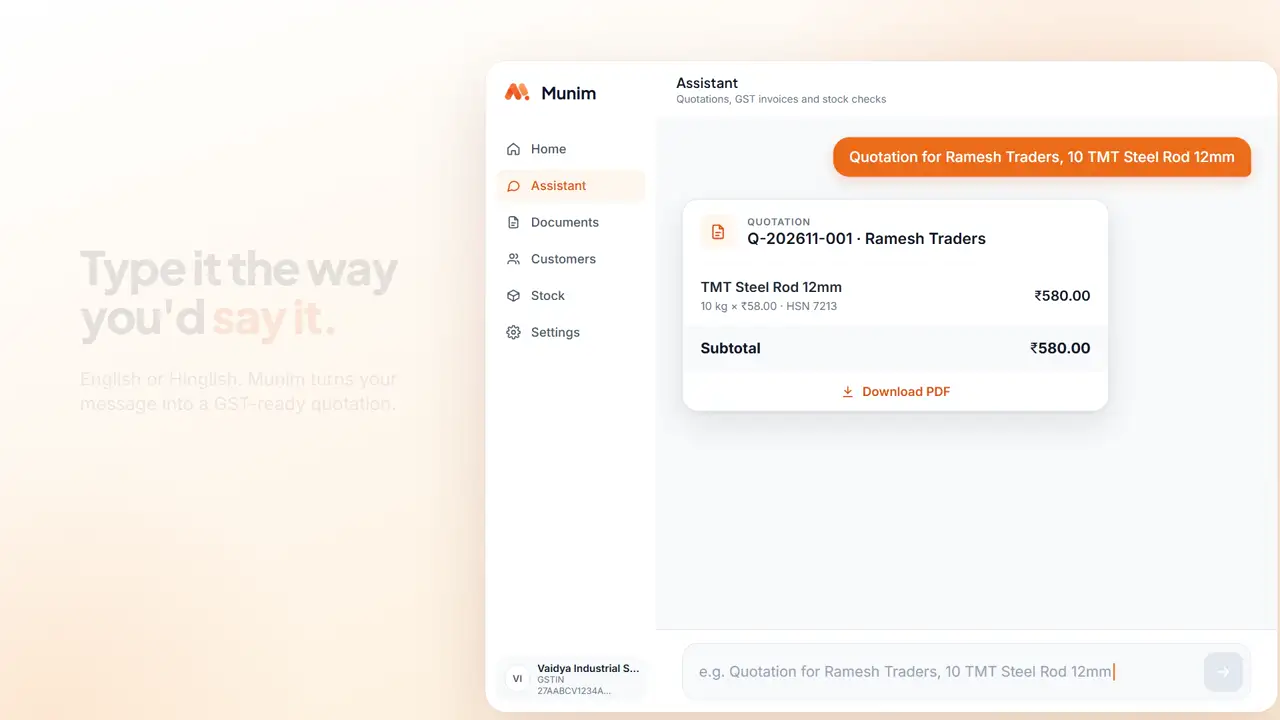 Type it the way
you'd say it.
English or Hinglish, Munim turns your
message into a GST-ready quotation.
Munim
Home
Assistant
Documents
Customers
Stock
Settings
VI
Vaidya Industrial S...
GSTIN
27AABCV1234A...
Assistant
Quotations, GST invoices and stock checks
Quotation for Ramesh Traders, 10 TMT Steel Rod 12mm
QUOTATION
Q-202611-001 · Ramesh Traders
TMT Steel Rod 12mm
₹580.00
10 kg × ₹58.00 · HSN 7213
Subtotal ₹580.00
Download PDF
e.g. Quotation for Ramesh Traders, 10 TMT Steel Rod 12mm